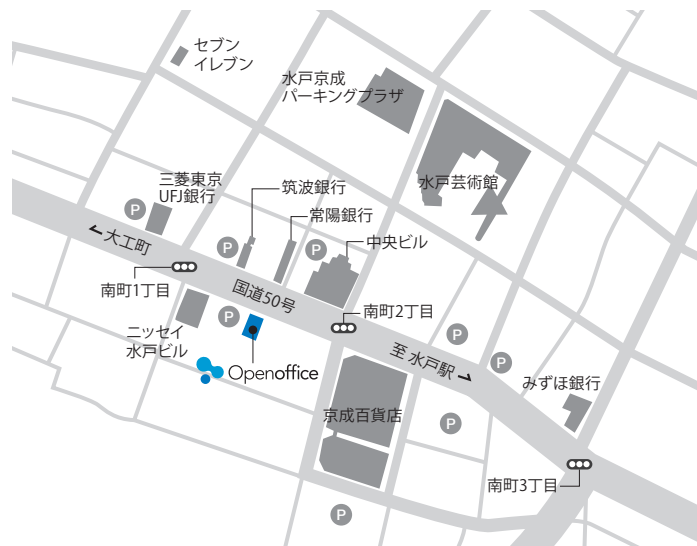 セブン
イレブン
水戸京成
パーキングプラザ
水戸芸術館
三菱東京
UFJ銀行
筑波銀行
常陽銀行
中央ビル
P
P
P
大工町
南町1丁目
国道50号
南町2丁目
P
ニッセイ
水戸ビル
至 水戸駅
P
P
みずほ銀行
Openoffice
京成百貨店
P
南町3丁目
P